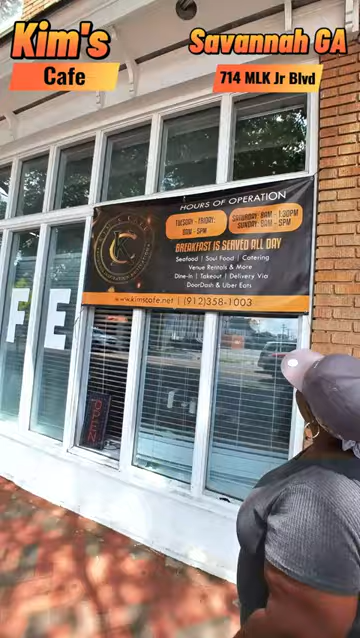 Kim's
Cafe
Savannah GA
714 MLK Jr Blvd
HOURS OF OPERATION
TUESDAY - FRIDAY:
8AM - 5PM
SATURDAY: 8AM - 1:30PM
SUNDAY: 8AM - 5PM
BREAKFAST IS SERVED ALL DAY
Seafood | Soul Food | Catering
Venue Rentals & More
Dine-In | Takeout | Delivery Via
DoorDash & Uber Eats
www.kimscafe.net | (912)358-1003
FE